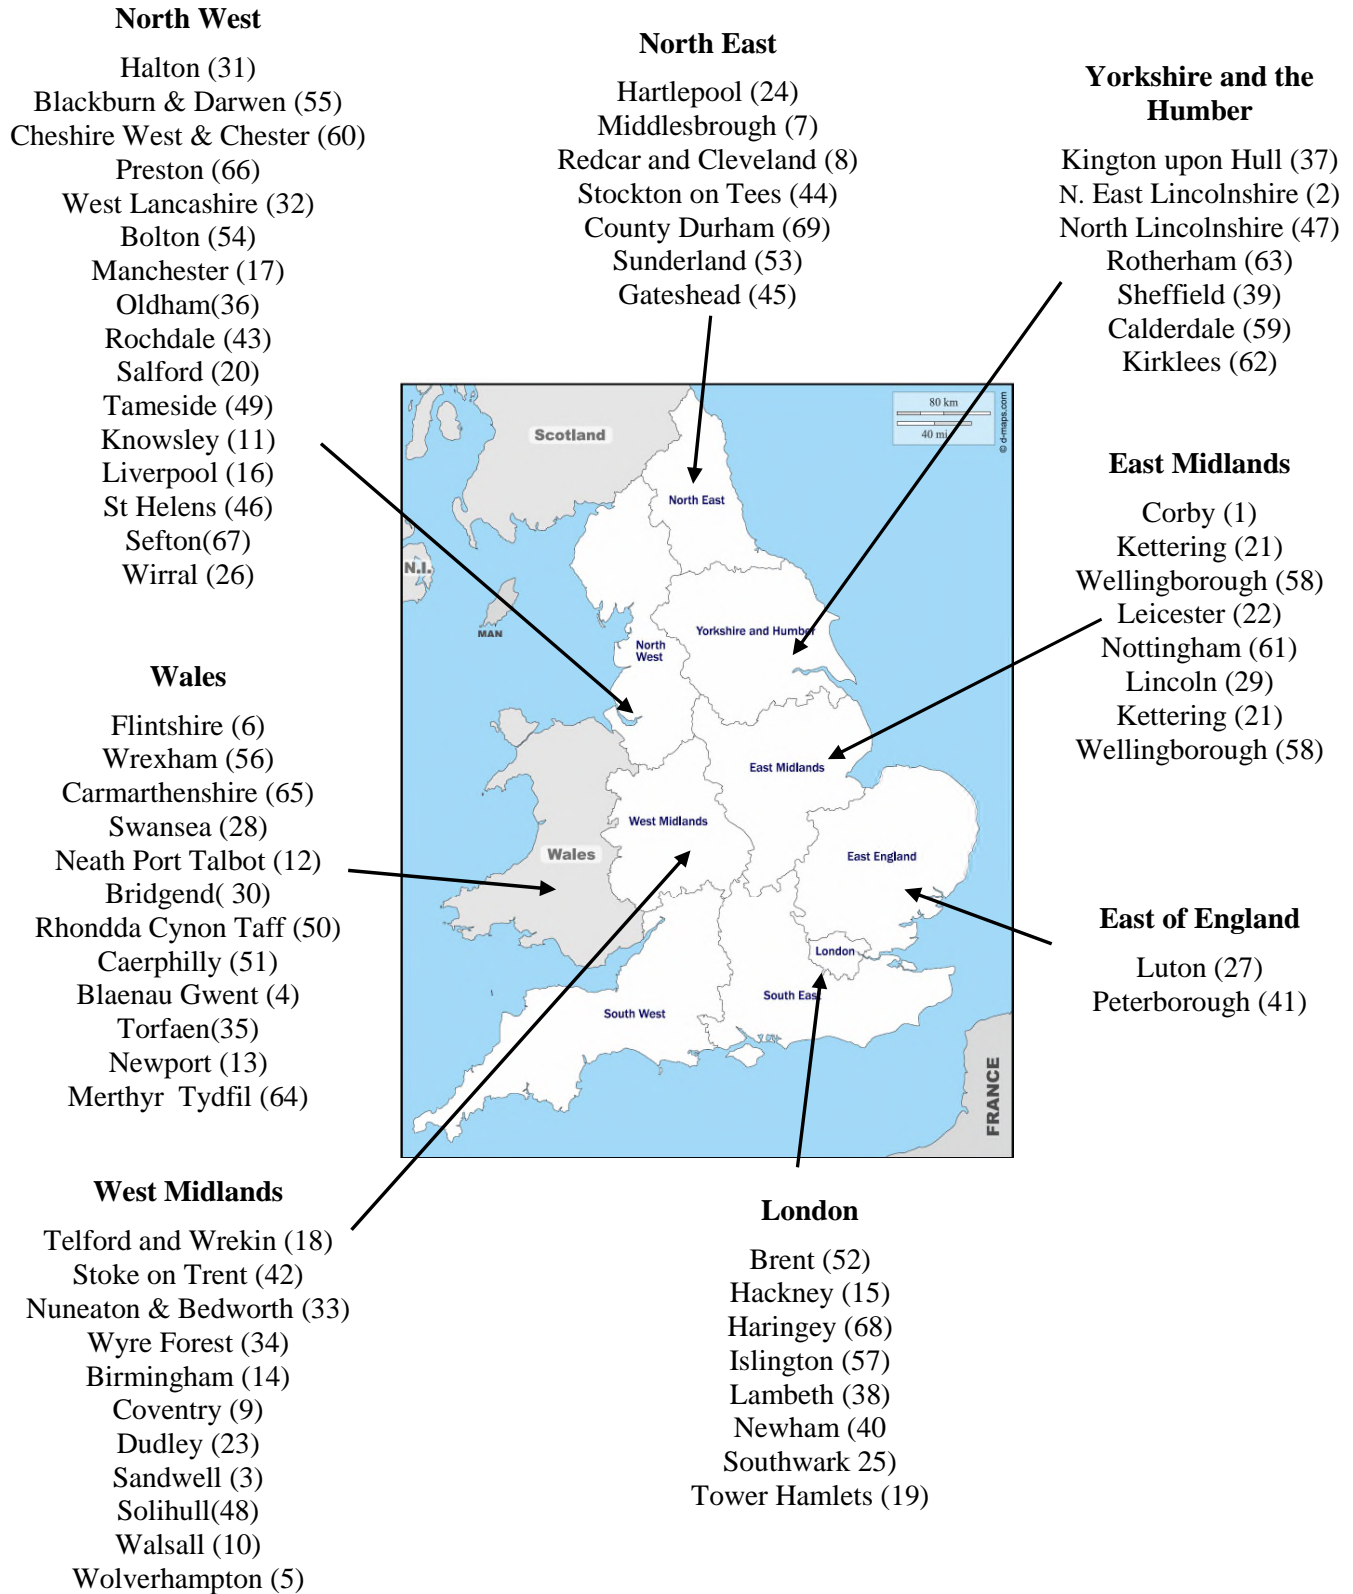 North West
Halton (31)
Blackburn & Darwen (55)
Cheshire West & Chester (60)
Preston (66)
West Lancashire (32)
Bolton (54)
Manchester (17)
Oldham(36)
Rochdale (43)
Salford (20)
Tameside (49)
Knowsley (11)
Liverpool (16)
St Helens (46)
Sefton(67)
Wirral (26)
North East
Hartlepool (24)
Middlesbrough (7)
Redcar and Cleveland (8)
Stockton on Tees (44)
County Durham (69)
Sunderland (53)
Gateshead (45)
Yorkshire and the
Humber
Kington upon Hull (37)
N. East Lincolnshire (2)
North Lincolnshire (47)
Rotherham (63)
Sheffield (39)
Calderdale (59)
Kirklees (62)
East Midlands
Corby (1)
Kettering (21)
Wellingborough (58)
Leicester (22)
Nottingham (61)
Lincoln (29)
Kettering (21)
Wellingborough (58)
Wales
Flintshire (6)
Wrexham (56)
Carmarthenshire (65)
Swansea (28)
Neath Port Talbot (12)
Bridgend( 30)
Rhondda Cynon Taff (50)
Caerphilly (51)
Blaenau Gwent (4)
Torfaen(35)
Newport (13)
Merthyr  Tydfil (64)
East of England
Luton (27)
Peterborough (41)
West Midlands
Telford and Wrekin (18)
Stoke on Trent (42)
Nuneaton & Bedworth (33)
Wyre Forest (34)
Birmingham (14)
Coventry (9)
Dudley (23)
Sandwell (3)
Solihull(48)
Walsall (10)
Wolverhampton (5)
London
Brent (52)
Hackney (15)
Haringey (68)
Islington (57)
Lambeth (38)
Newham (40
Southwark 25)
Tower Hamlets (19)
80 km
40 mi
© d-maps.com
Scotland
North East
N.I.
MAN
Yorkshire and Humber
North
West
East Midlands
West Midlands
Wales
East England
London
South East
South West
FRANCE